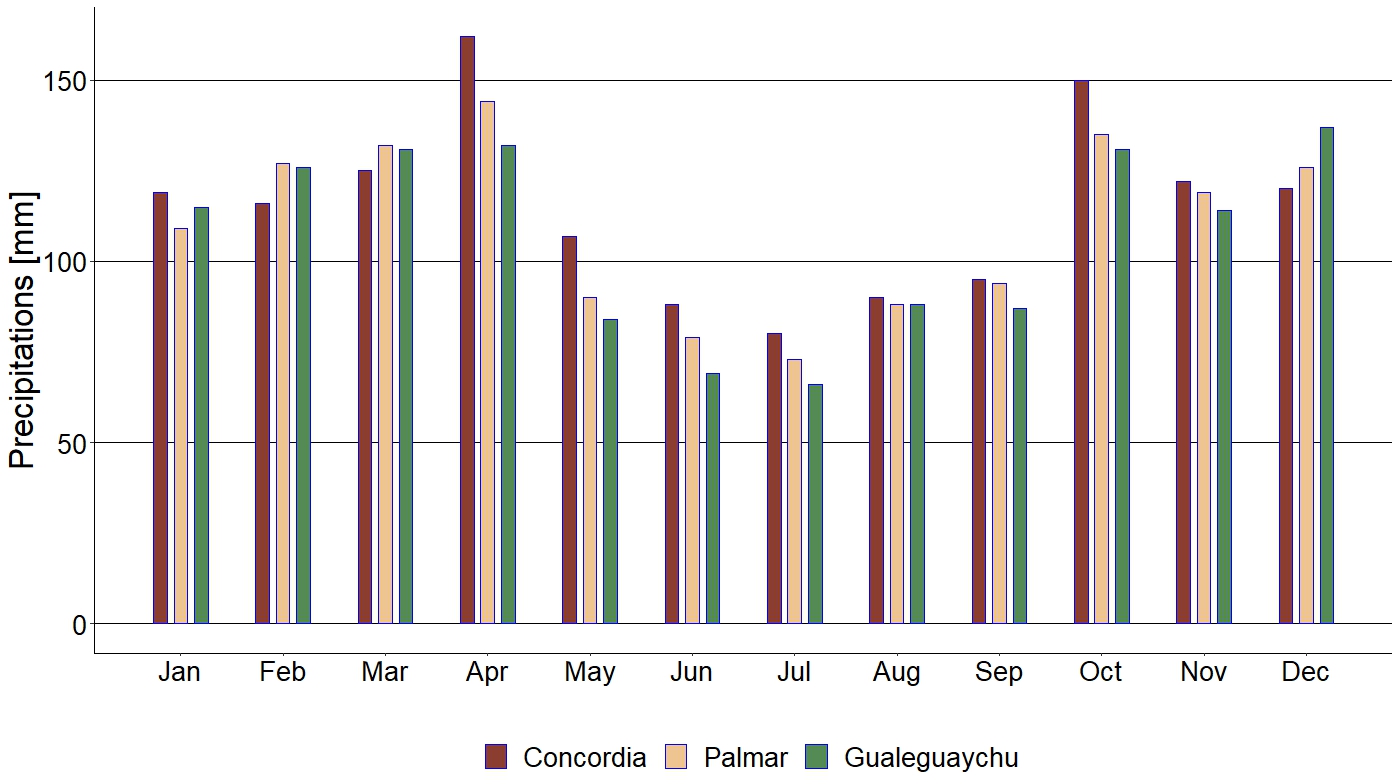 Precipitations [mm]
150
100
50
0
Jan Feb Mar Apr May Jun Jul Aug Sep Oct Nov Dec
Concordia Palmar Gualeguaychu